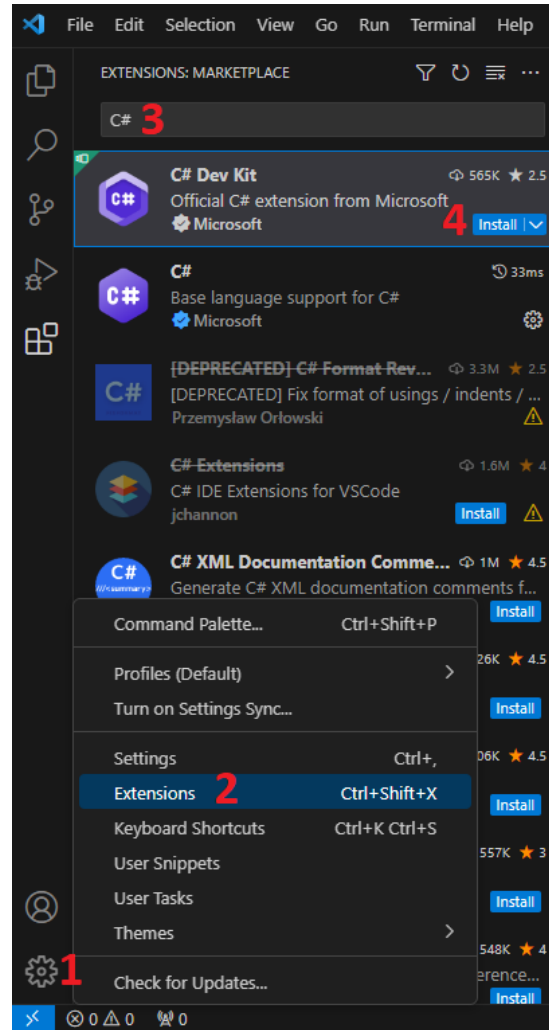 File Edit Selection View Go Run Terminal Help
EXTENSIONS: MARKETPLACE
C# 3
C# Dev Kit 565K ★ 2.5
C#
Official C# extension from Microsoft
Microsoft 4 Install
C# 33ms
C#
Base language support for C#
Microsoft
[DEPRECATED] C# Format Rev... 3.3M ★ 2.5
C#
[DEPRECATED] Fix format of usings / indents / ...
Przemysław Orłowski
C# Extensions 1.6M ★ 4
C# IDE Extensions for VSCode
jchannon Install
C# XML Documentation Comme... 1M ★ 4.5
C#
///<summary>
Generate C# XML documentation comments f...
Install
Command Palette... Ctrl+Shift+P
26K ★ 4.5
Profiles (Default)
Turn on Settings Sync... Install
Settings Ctrl+,
06K ★ 4.5
Extensions 2 Ctrl+Shift+X
Install
Keyboard Shortcuts Ctrl+K Ctrl+S
User Snippets 557K ★ 3
User Tasks Install
Themes
548K ★ 4
1
Check for Updates... erence...
Install
0 0 0